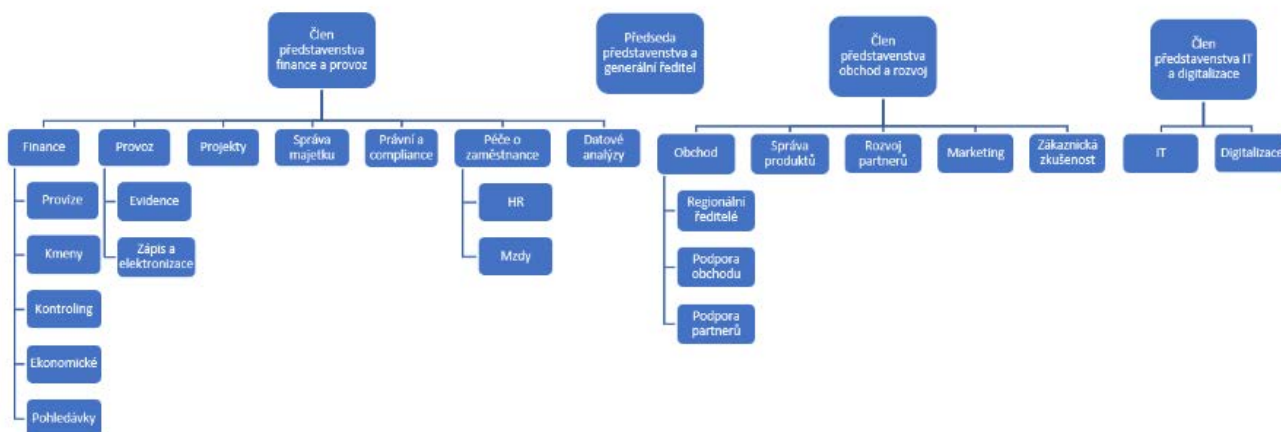 Člen
představenstva
finance a provoz
Předseda
představenstva a
generální ředitel
Člen
představenstva
obchod a rozvoj
Člen
představenstva IT
a digitalizace
Finance
Provoz
Projekty
Správa
majetku
Právní a
compliance
Péče o
zaměstnance
Datové
analýzy
Obchod
Správa
produktů
Rozvoj
partnerů
Marketing
Zákaznická
zkušenost
IT
Digitalizace
Provize
Kmeny
Kontroling
Ekonomické
Pohledávky
Evidence
Zápis a
elektronizace
HR
Mzdy
Regionální
ředitelé
Podpora
obchodu
Podpora
partnerů